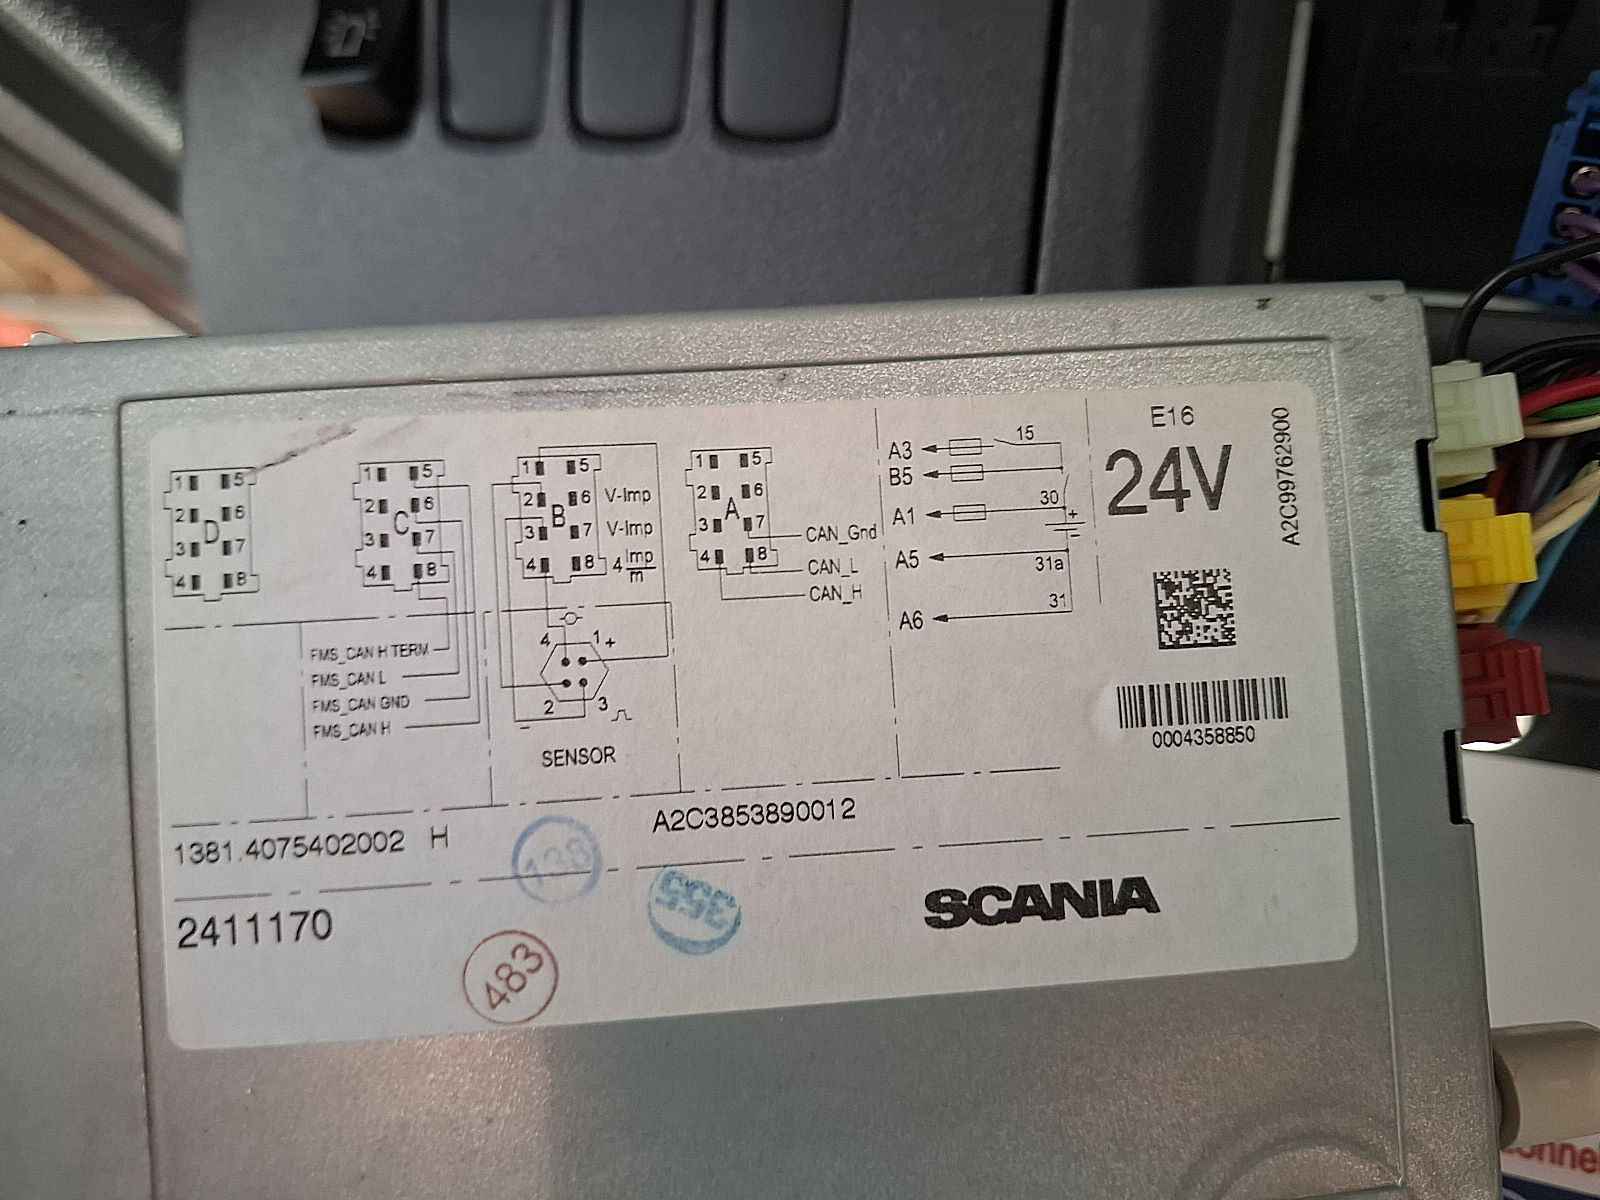 E16
24V
A2C99762900
1 5
2 6
3 7
4 8
D
1 5
2 6
3 7
4 8
C
1 5
2 6 V-Imp
3 7 V-Imp
4 8 4 Imp/m
B
1 5
2 6
3 7
4 8
A
CAN_Gnd
CAN_L
CAN_H
A3 15
B5
A1 30
+
-
A5 31a
A6 31
FMS_CAN H TERM
FMS_CAN L
FMS_CAN GND
FMS_CAN H
4 1 +
2 3
-
SENSOR
0004358850
1381.4075402002 H
A2C3853890012
138
355
2411170
483
SCANIA